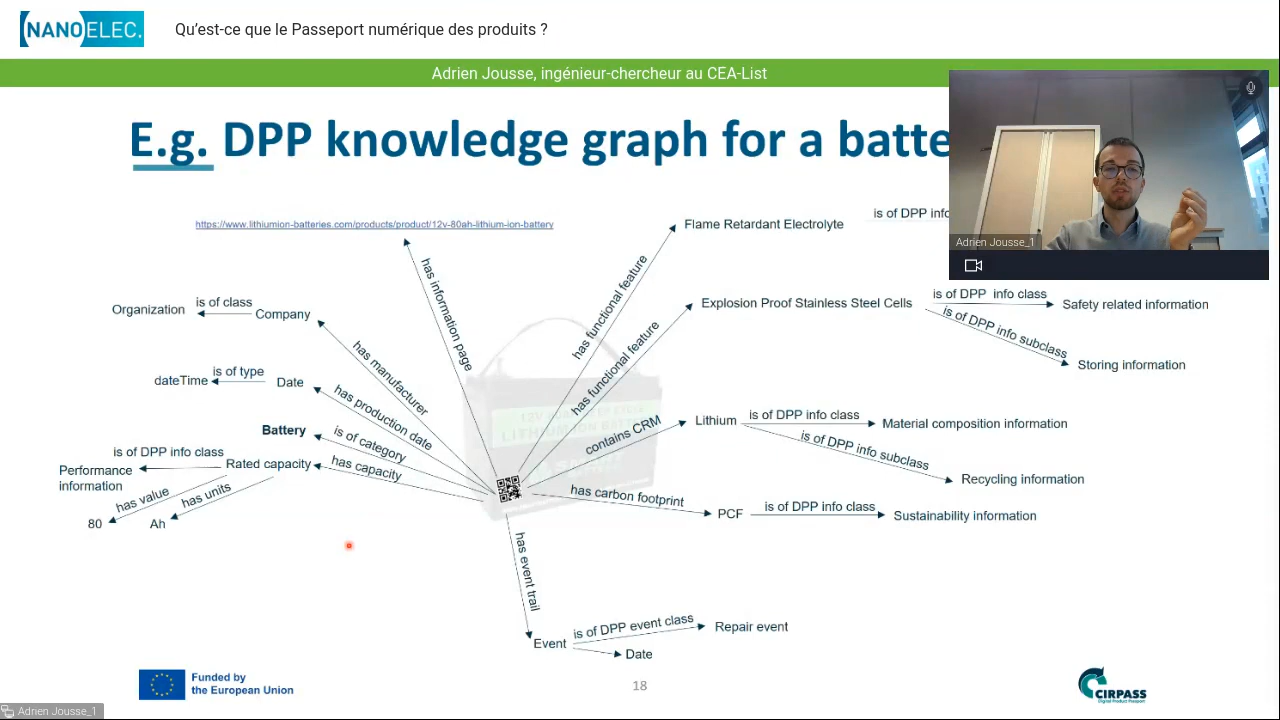 NANOELEC.
Qu'est-ce que le Passeport numérique des produits ?
Adrien Jousse, ingénieur-chercheur au CEA-List
E.g. DPP knowledge graph for a batte
Adrien Jousse_1
https://www.lithiumion-batteries.com/products/product/12v-80ah-lithium-ion-battery
has information page
Flame Retardant Electrolyte
is of DPP info
has functional feature
Explosion Proof Stainless Steel Cells
is of DPP info class
Safety related information
is of DPP info subclass
Storing information
has functional feature
Organization
is of class
Company
has manufacturer
dateTime
is of type
Date
has production date
Battery
is of category
Performance
information
is of DPP info class
Rated capacity
has capacity
80
has value
Ah
has units
contains CRM
Lithium
is of DPP info class
Material composition information
is of DPP info subclass
Recycling information
has carbon footprint
PCF
is of DPP info class
Sustainability information
has event trail
Event
is of DPP event class
Repair event
Date
Funded by
the European Union
18
CIRPASS
Digital Product Passport
Adrien Jousse_1